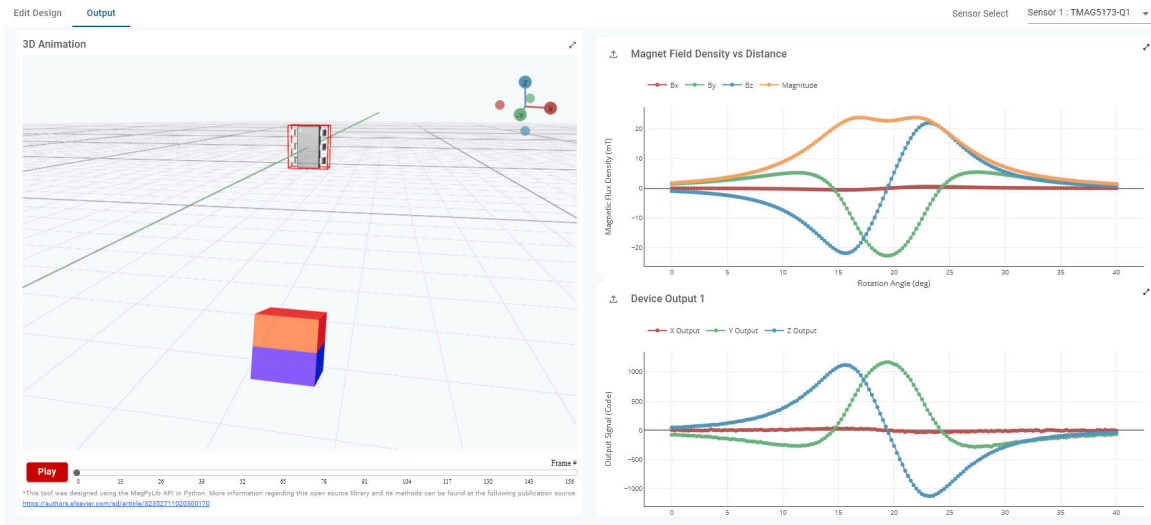 Edit Design Output Sensor Select Sensor 1 : TMAG5173-Q1
3D Animation
Z
X
-Y
Play
Frame #
0 13 26 39 52 65 78 91 104 117 130 143 156
*This tool was designed using the MagPyLib API in Python. More information regarding this open source library and its methods can be found at the following publication source:
https://authors.elsevier.com/sd/article/S2352711020300170
Magnet Field Density vs Distance
Bx By Bz Magnitude
Magnetic Flux Density (mT)
20
10
0
−10
−20
0 5 10 15 20 25 30 35 40
Rotation Angle (deg)
Device Output 1
X Output Y Output Z Output
Output Signal (Code)
1000
500
0
−500
−1000
0 5 10 15 20 25 30 35 40